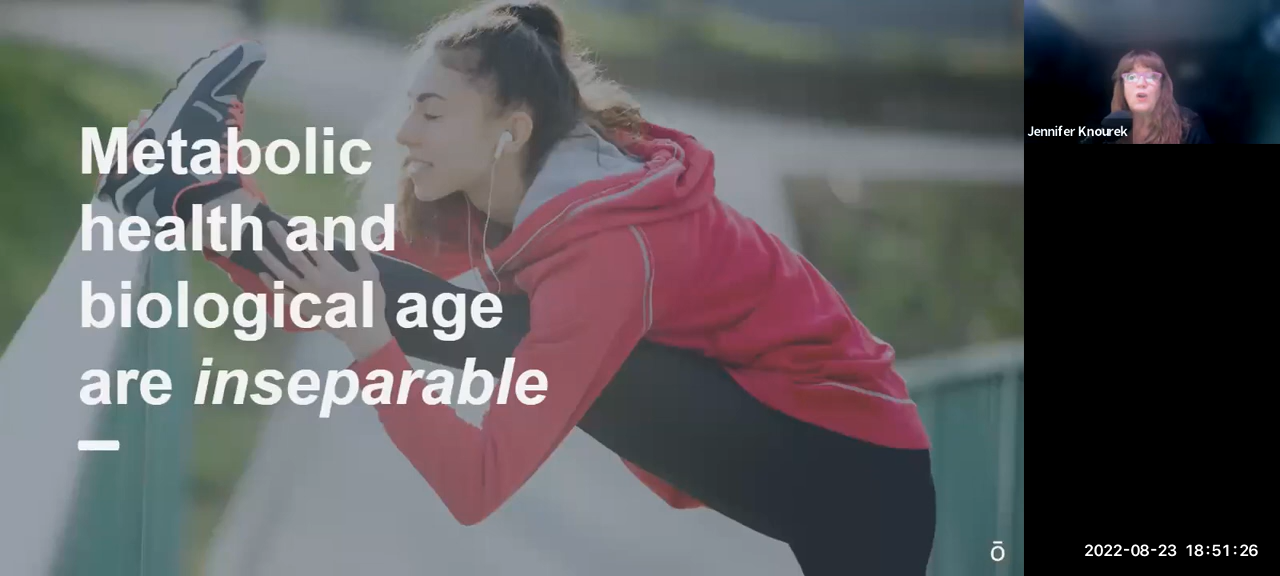 Metabolic
health and
biological age
are inseparable
Jennifer Knourek
ō
2022-08-23 18:51:26